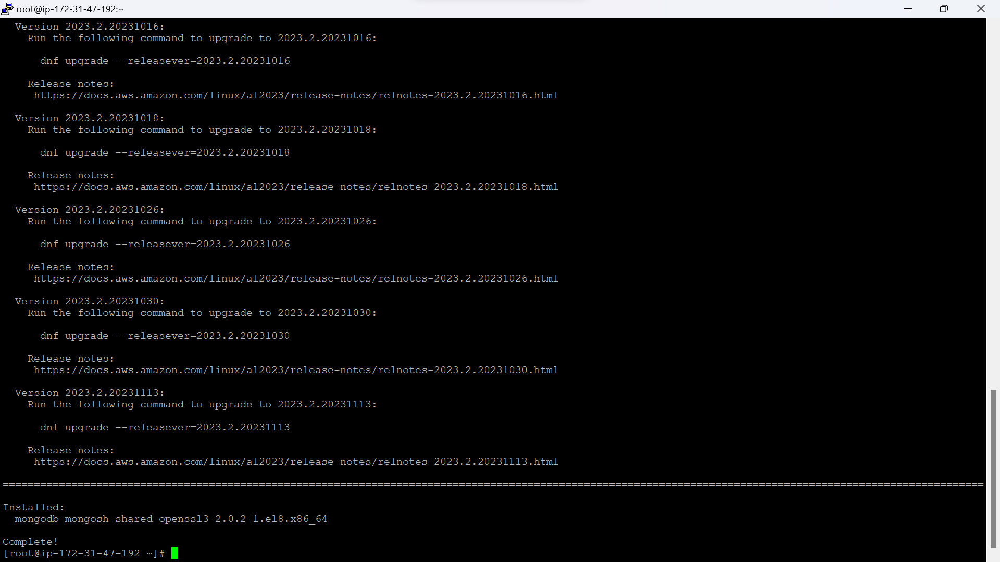 root@ip-172-31-47-192:~
Version 2023.2.20231016:
Run the following command to upgrade to 2023.2.20231016:
dnf upgrade --releasever=2023.2.20231016
Release notes:
https://docs.aws.amazon.com/linux/al2023/release-notes/relnotes-2023.2.20231016.html
Version 2023.2.20231018:
Run the following command to upgrade to 2023.2.20231018:
dnf upgrade --releasever=2023.2.20231018
Release notes:
https://docs.aws.amazon.com/linux/al2023/release-notes/relnotes-2023.2.20231018.html
Version 2023.2.20231026:
Run the following command to upgrade to 2023.2.20231026:
dnf upgrade --releasever=2023.2.20231026
Release notes:
https://docs.aws.amazon.com/linux/al2023/release-notes/relnotes-2023.2.20231026.html
Version 2023.2.20231030:
Run the following command to upgrade to 2023.2.20231030:
dnf upgrade --releasever=2023.2.20231030
Release notes:
https://docs.aws.amazon.com/linux/al2023/release-notes/relnotes-2023.2.20231030.html
Version 2023.2.20231113:
Run the following command to upgrade to 2023.2.20231113:
dnf upgrade --releasever=2023.2.20231113
Release notes:
https://docs.aws.amazon.com/linux/al2023/release-notes/relnotes-2023.2.20231113.html
=============================================================================================================================================================
Installed:
mongodb-mongosh-shared-openssl3-2.0.2-1.el8.x86_64
Complete!
[root@ip-172-31-47-192 ~]#